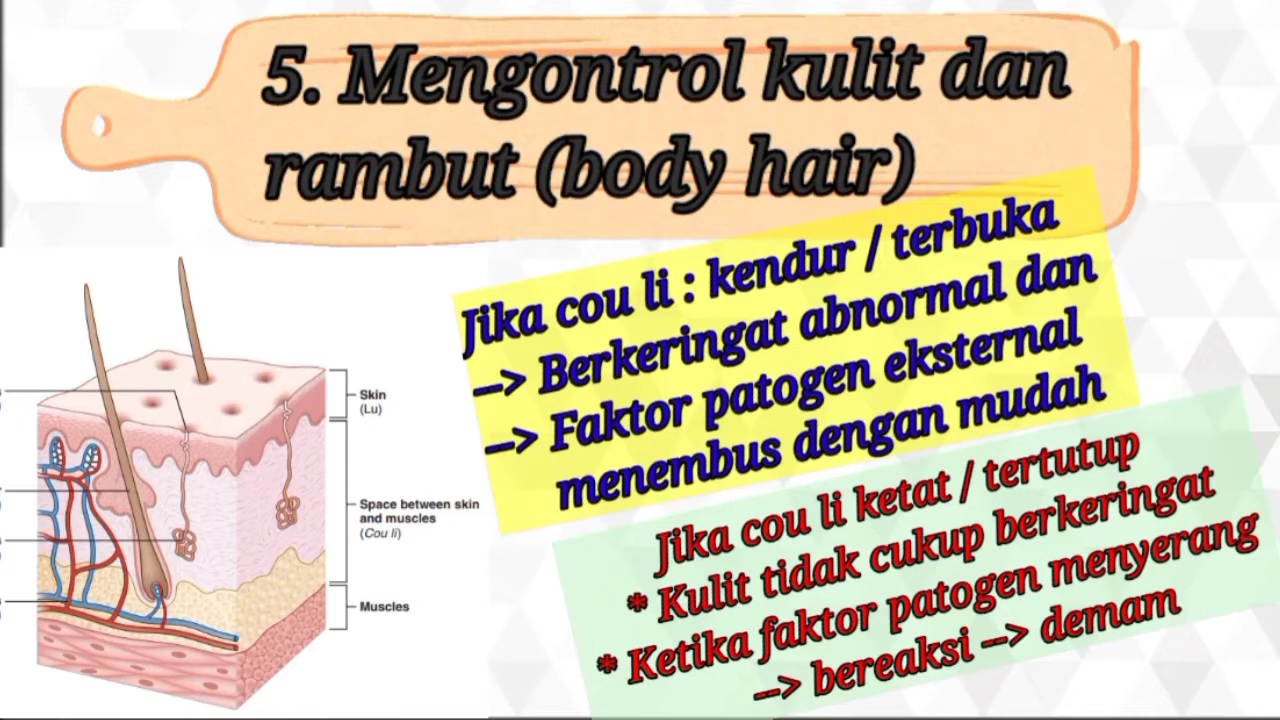 5. Mengontrol kulit dan
rambut (body hair)
Jika cou li : kendur / terbuka
--> Berkeringat abnormal dan
--> Faktor patogen eksternal
menembus dengan mudah
Jika cou li ketat / tertutup
* Kulit tidak cukup berkeringat
* Ketika faktor patogen menyerang
--> bereaksi --> demam
Skin
(Lu)
Space between skin
and muscles
(Cou li)
Muscles